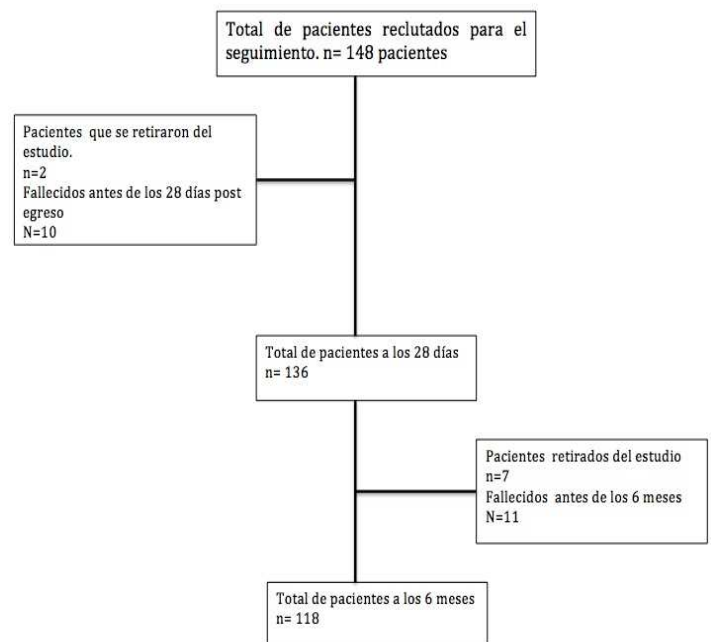 Total de pacientes reclutados para el
seguimiento. n= 148 pacientes
Pacientes que se retiraron del
estudio.
n=2
Fallecidos antes de los 28 días post
egreso
N=10
Total de pacientes a los 28 días
n= 136
Pacientes retirados del estudio
n=7
Fallecidos antes de los 6 meses
N=11
Total de pacientes a los 6 meses
n= 118